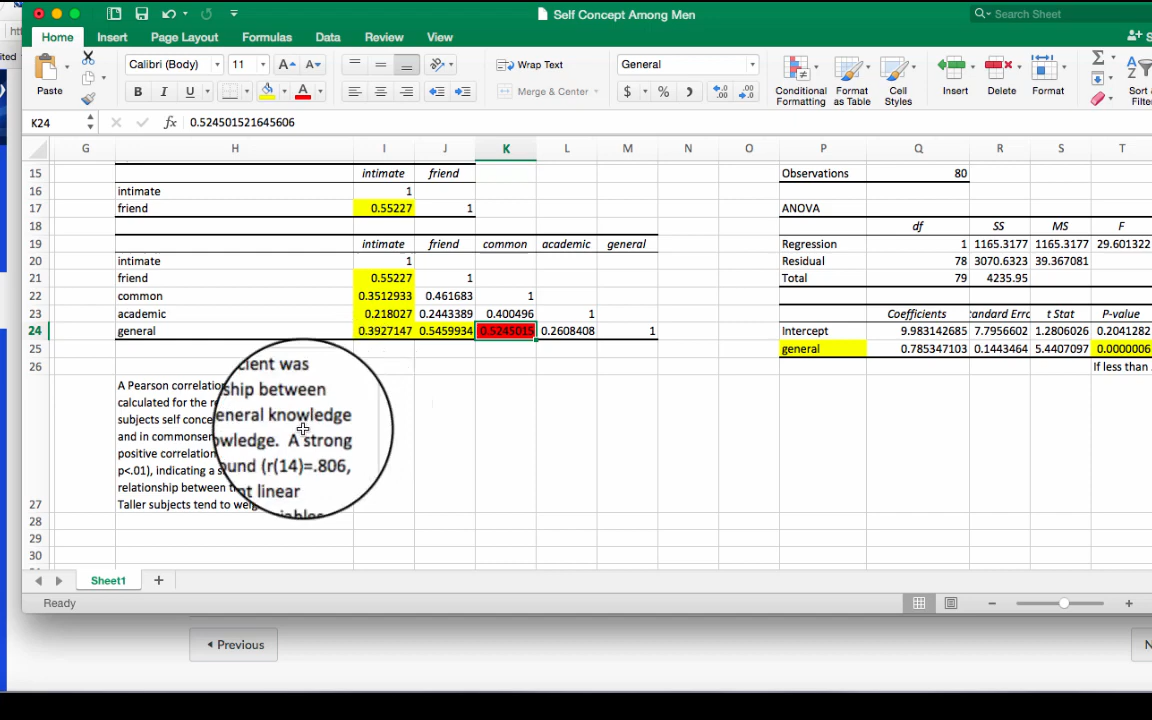 Self Concept Among Men
Search Sheet
Home Insert Page Layout Formulas Data Review View
Paste
Calibri (Body) 11
Wrap Text
General
Merge & Center
Conditional Formatting
Format as Table
Cell Styles
Insert
Delete
Format
Sort &
Filter
K24 fx 0.524501521645606
G H I J K L M N O P Q R S T
15 intimate friend Observations 80
16 intimate 1
17 friend 0.55227 1 ANOVA
18 df SS MS F
19 intimate friend common academic general Regression 1 1165.3177 1165.3177 29.601322
20 intimate 1 Residual 78 3070.6323 39.367081
21 friend 0.55227 1 Total 79 4235.95
22 common 0.3512933 0.461683 1
23 academic 0.218027 0.2443389 0.400496 1 Coefficients t Stat P-value
24 general 0.3927147 0.5459934 0.5245015 0.2608408 1 Intercept 9.983142685 7.7956602 1.2806026 0.2041282
25 general 0.785347103 0.1443464 5.4407097 0.0000006
26 If less than
A Pearson correlation
calculated for the
subjects self
and in
positive
p<.01), indicating a
relationship between
27 Taller subjects tend to
cient was
ship between
eneral knowledge
owledge. A strong
ound (r(14)=.806,
linear
28
29
30
Sheet1 +
Ready
Previous